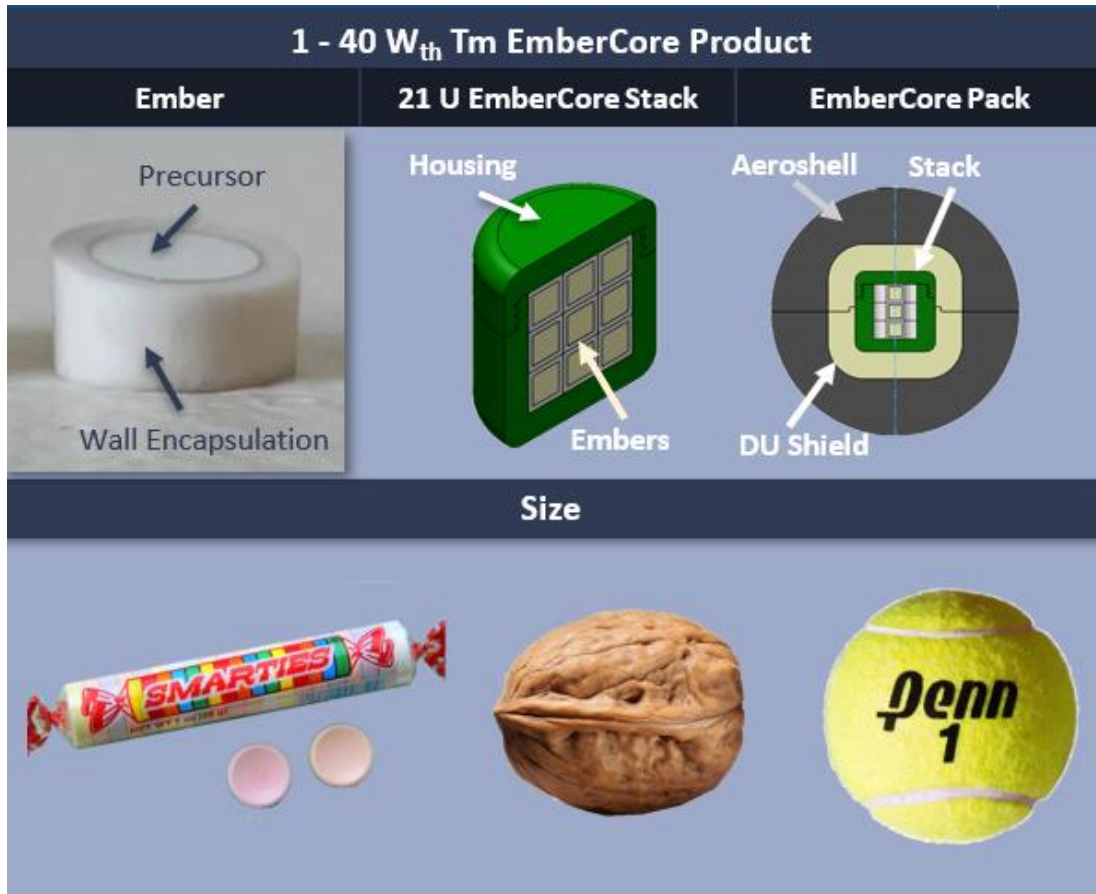 1 - 40 Wth Tm EmberCore Product
Ember
21 U EmberCore Stack
EmberCore Pack
Precursor
Wall Encapsulation
Housing
Embers
Aeroshell
Stack
DU Shield
Size
SMARTIES
Penn
1